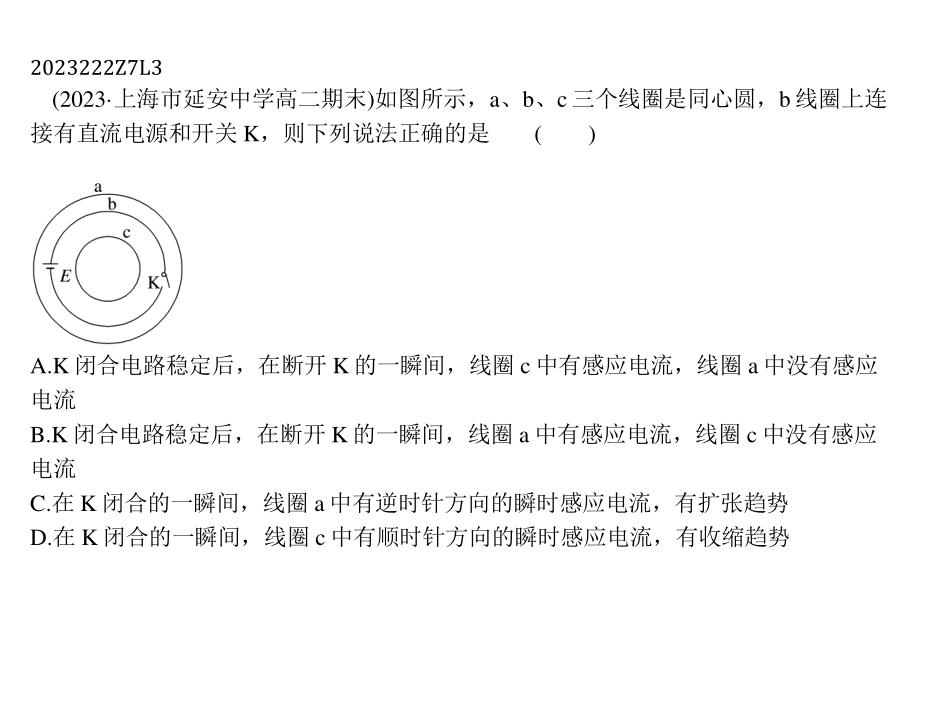 2023222Z7L3
(2023·上海市延安中学高二期末)如图所示，a、b、c 三个线圈是同心圆，b 线圈上连
接有直流电源和开关 K，则下列说法正确的是　　(　　)
a
b
c
E
K
A.K 闭合电路稳定后，在断开 K 的一瞬间，线圈 c 中有感应电流，线圈 a 中没有感应
电流
B.K 闭合电路稳定后，在断开 K 的一瞬间，线圈 a 中有感应电流，线圈 c 中没有感应
电流
C.在 K 闭合的一瞬间，线圈 a 中有逆时针方向的瞬时感应电流，有扩张趋势
D.在 K 闭合的一瞬间，线圈 c 中有顺时针方向的瞬时感应电流，有收缩趋势